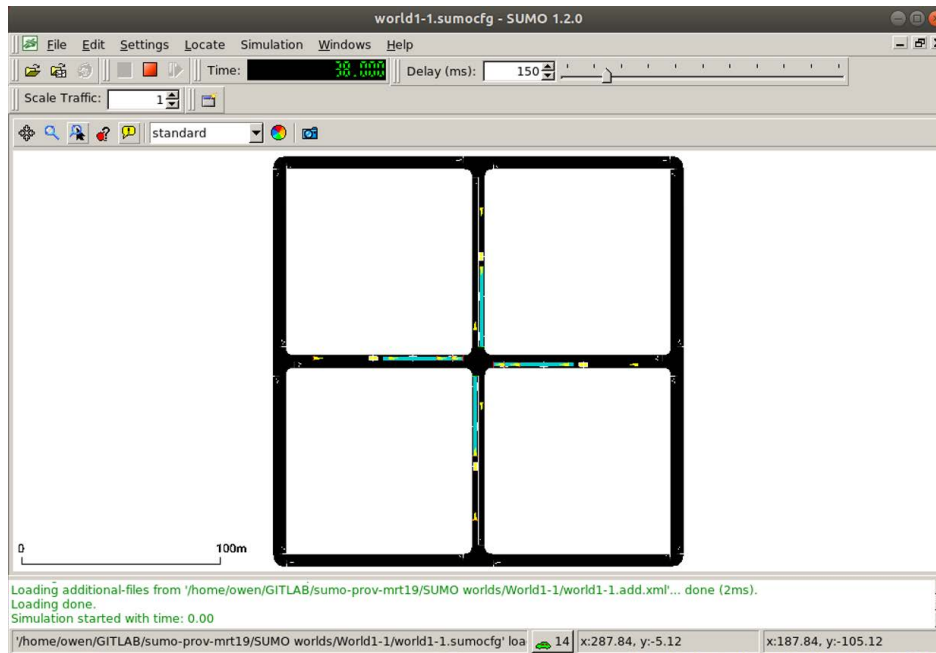 world1-1.sumocfg - SUMO 1.2.0
File Edit Settings Locate Simulation Windows Help
Time: 38.000 Delay (ms): 150
Scale Traffic: 1
standard
0 100m
Loading additional-files from '/home/owen/GITLAB/sumo-prov-mrt19/SUMO worlds/World1-1/world1-1.add.xml'... done (2ms).
Loading done.
Simulation started with time: 0.00
'/home/owen/GITLAB/sumo-prov-mrt19/SUMO worlds/World1-1/world1-1.sumocfg' loa 14 x:287.84, y:-5.12 x:187.84, y:-105.12